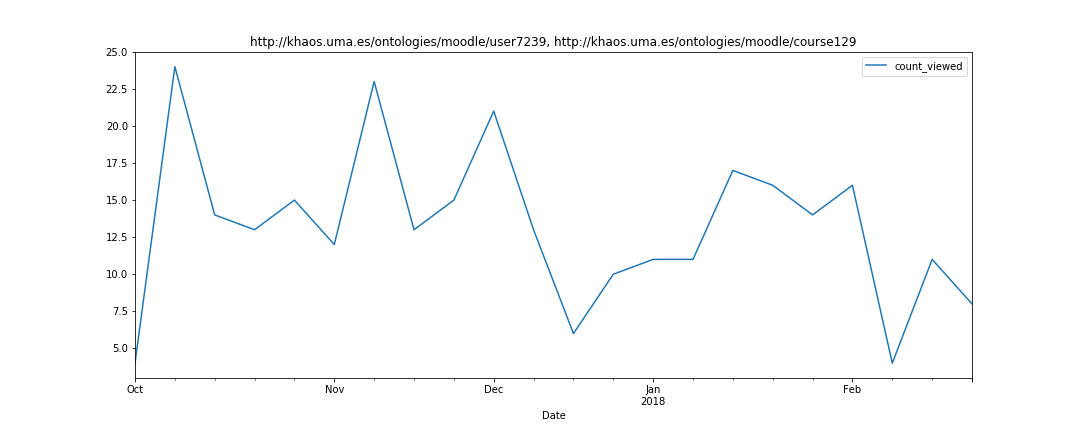 http://khaos.uma.es/ontologies/moodle/user7239, http://khaos.uma.es/ontologies/moodle/course129
count_viewed
25.0
22.5
20.0
17.5
15.0
12.5
10.0
7.5
5.0
Oct Nov Dec Jan Feb
2018
Date